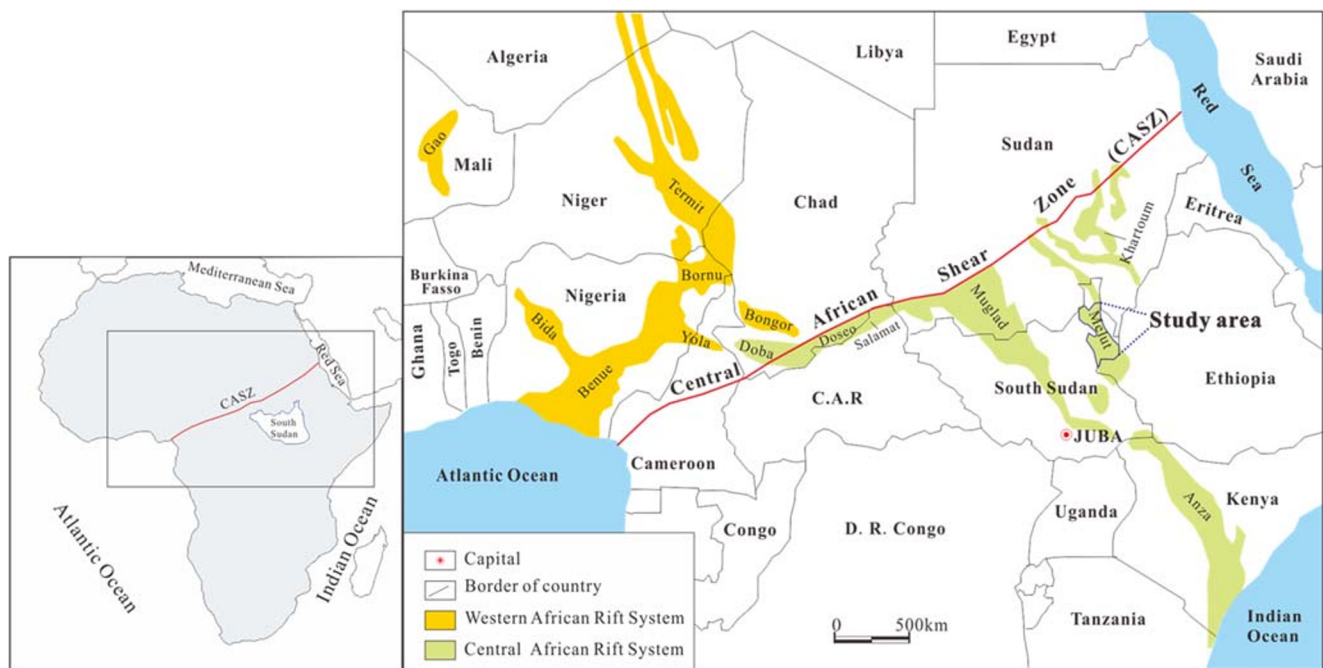 Mediterranean Sea
Red Sea
CASZ
South
Sudan
Atlantic Ocean
Indian Ocean
Algeria
Libya
Egypt
Saudi
Arabia
Red
Sea
Gao
Mali
Niger
Termit
Chad
Sudan
(CASZ)
Zone
Shear
African
Central
Khartoum
Eritrea
Burkina
Fasso
Nigeria
Bornu
Bida
Benue
Yola
Bongor
Doba
Doseo
Salamat
Muglad
Melut
Study area
Ghana
Togo
Benin
C.A.R
South Sudan
Ethiopia
JUBA
Atlantic Ocean
Cameroon
Congo
D. R. Congo
Uganda
Kenya
Anza
Tanzania
Indian
Ocean
Capital
Border of country
Western African Rift System
Central African Rift System
0 500km